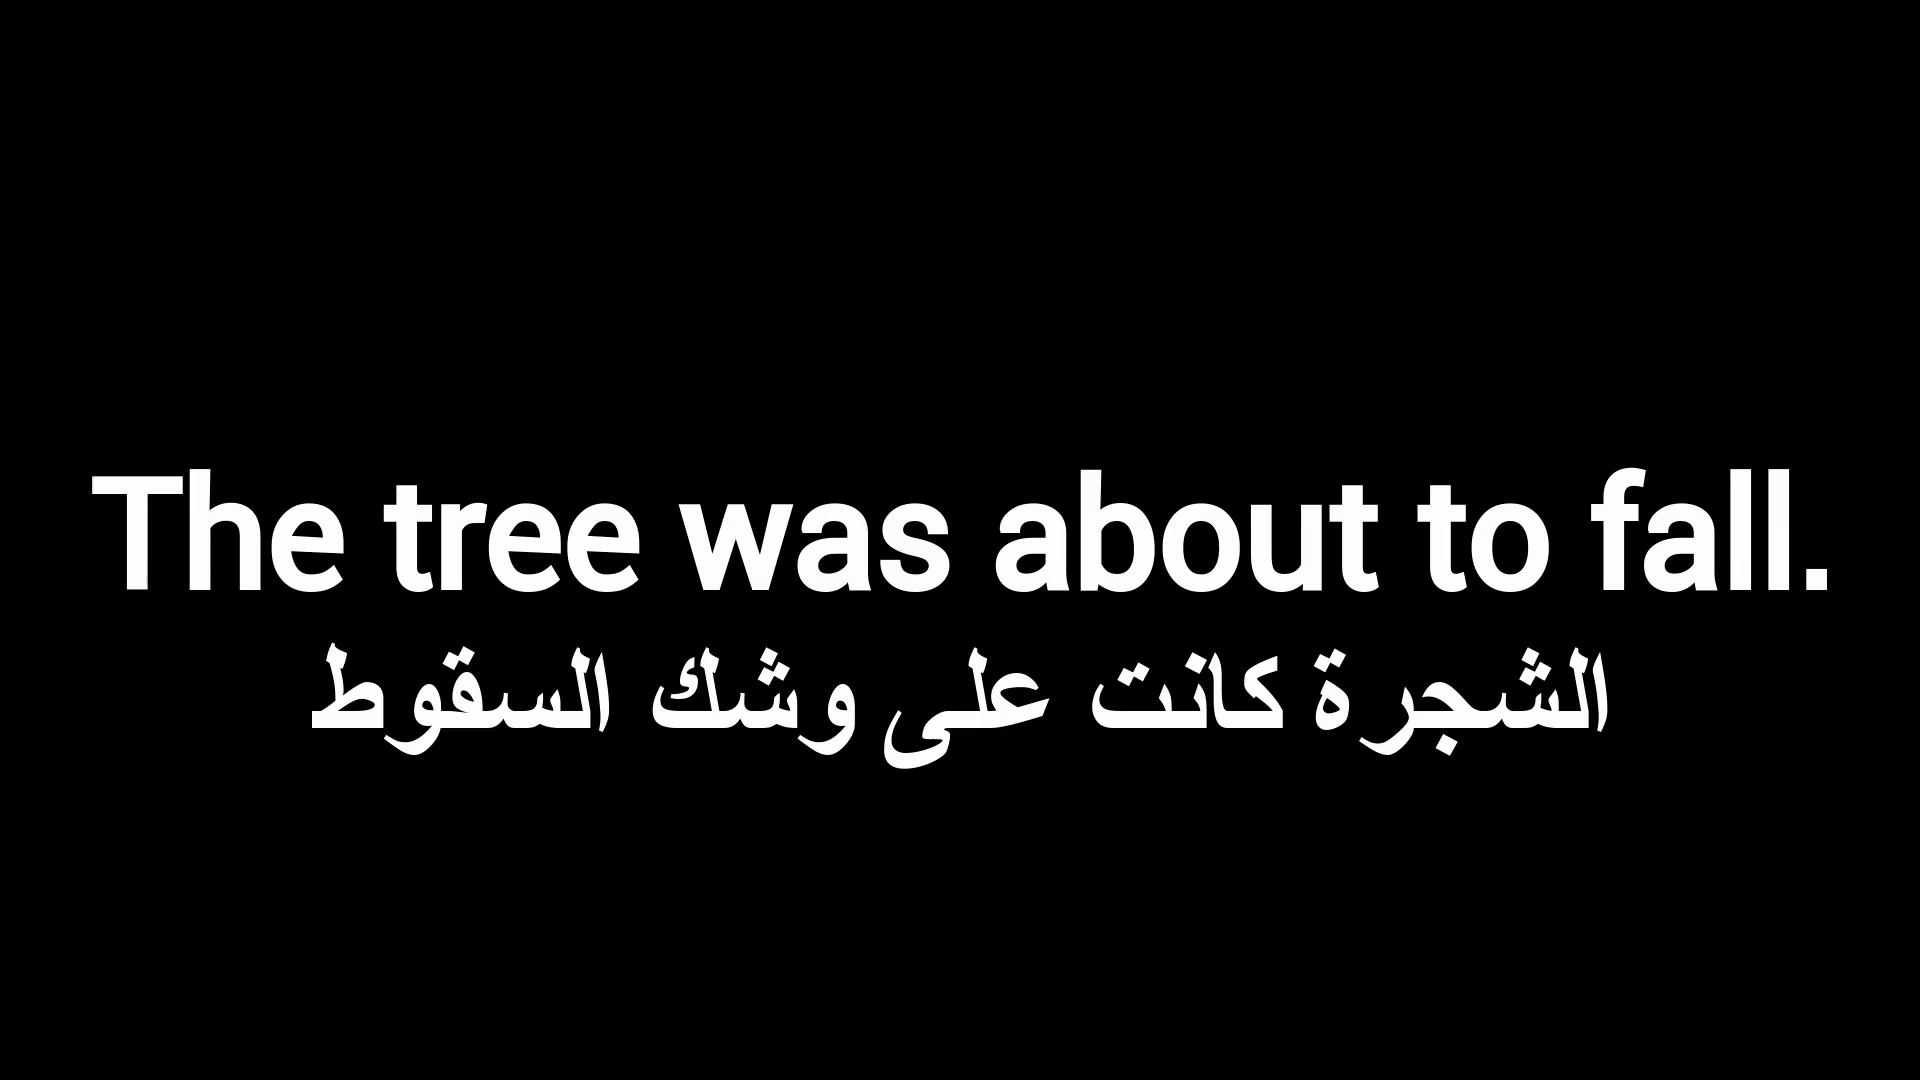 The tree was about to fall.
الشجرة كانت على وشك السقوط